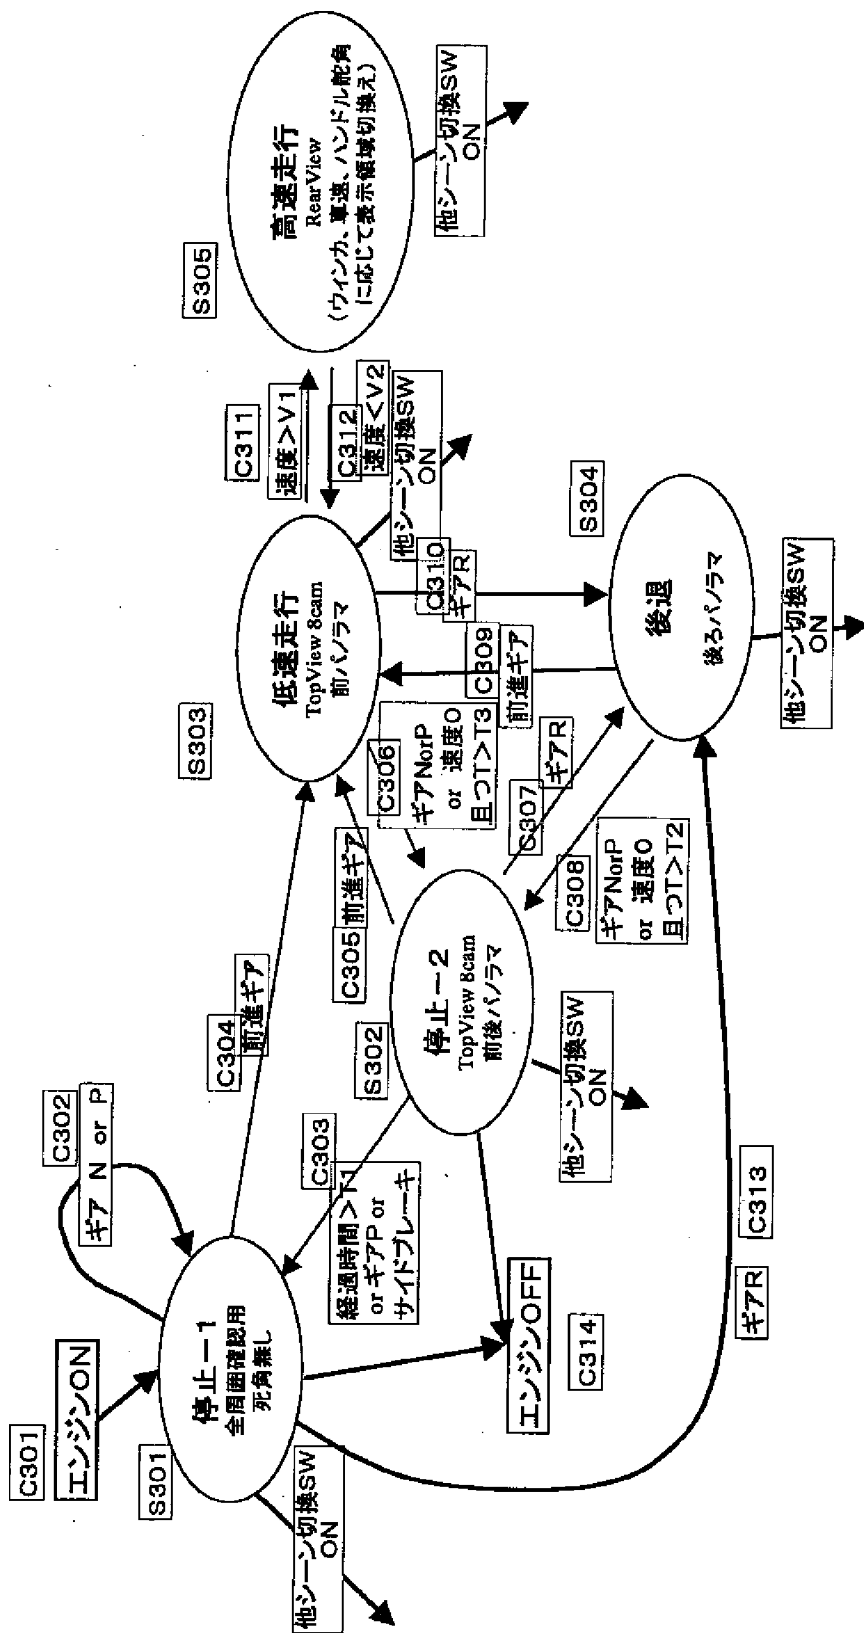 C301
エンジンON
S301
停止－1
全周囲確認用
死角無し
他シーン切換SW
ON
C302
ギア N or P
C304
前進ギア
C303
経過時間＞T1
or ギアP or
サイドブレーキ
エンジンOFF
C314
S302
停止－2
TopView 8cam
前後パノラマ
他シーン切換SW
ON
C305
前進ギア
C306
ギアNorP
or 速度0
且つT＞T3
C307
ギアR
C308
ギアNorP
or 速度0
且つT＞T2
C313
ギアR
S303
低速走行
TopView 8cam
前パノラマ
他シーン切換SW
ON
C309
前進ギア
C310
ギアR
S304
後退
後ろパノラマ
他シーン切換SW
ON
C311
速度＞V1
C312
速度＜V2
S305
高速走行
RearView
（ウィンカ、車速、ハンドル舵角
に応じて表示領域切換え）
他シーン切換SW
ON